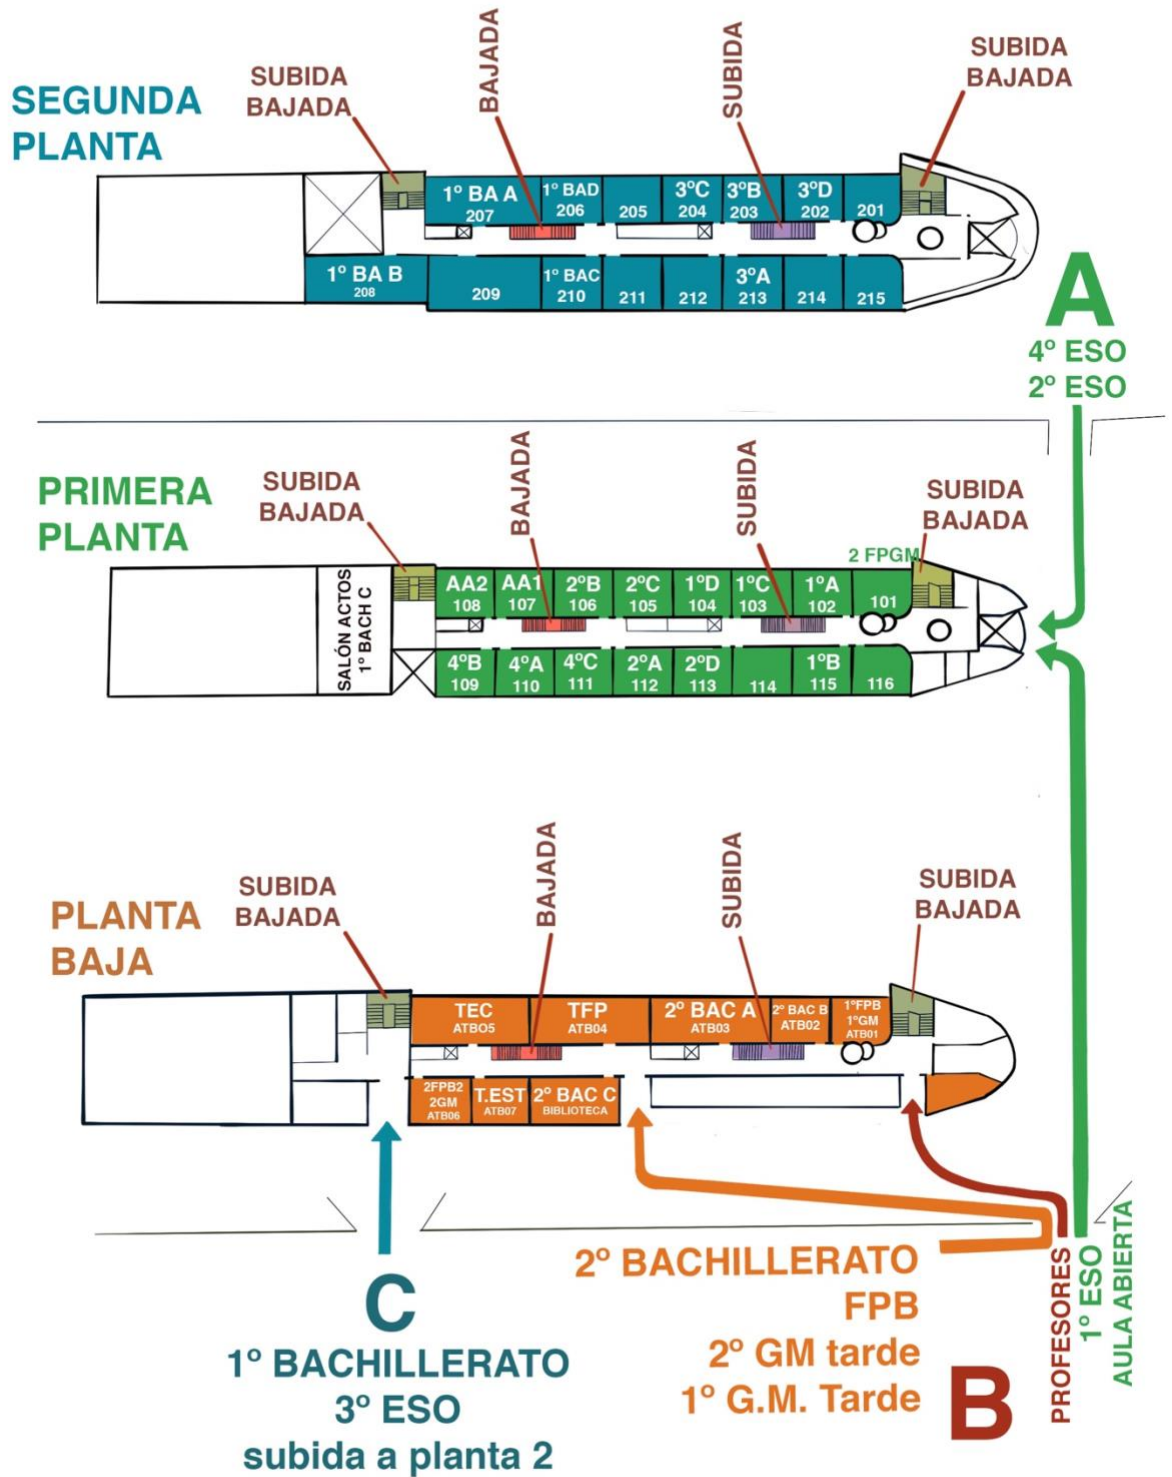 SEGUNDA
PLANTA
SUBIDA
BAJADA
BAJADA
SUBIDA
SUBIDA
BAJADA
1º BA A
207
1º BAD
206
205
3ºC
204
3ºB
203
3ºD
202
201
1º BA B
208
209
1º BAC
210
211
212
3ºA
213
214
215
A
4º ESO
2º ESO
PRIMERA
PLANTA
SUBIDA
BAJADA
BAJADA
SUBIDA
SUBIDA
BAJADA
2 FPGM
SALÓN ACTOS
1º BACH C
AA2
108
AA1
107
2ºB
106
2ºC
105
1ºD
104
1ºC
103
1ºA
102
101
4ºB
109
4ºA
110
4ºC
111
2ºA
112
2ºD
113
114
1ºB
115
116
PLANTA
BAJA
SUBIDA
BAJADA
BAJADA
SUBIDA
SUBIDA
BAJADA
TEC
ATBO5
TFP
ATB04
2º BAC A
ATB03
2º BAC B
ATB02
1ºFPB
1ºGM
ATB01
2FPB2
2GM
ATB06
T.EST
ATB07
2º BAC C
BIBLIOTECA
C
1º BACHILLERATO
3º ESO
subida a planta 2
2º BACHILLERATO
FPB
2º GM tarde
1º G.M. Tarde
B
PROFESORES
1º ESO
AULA ABIERTA